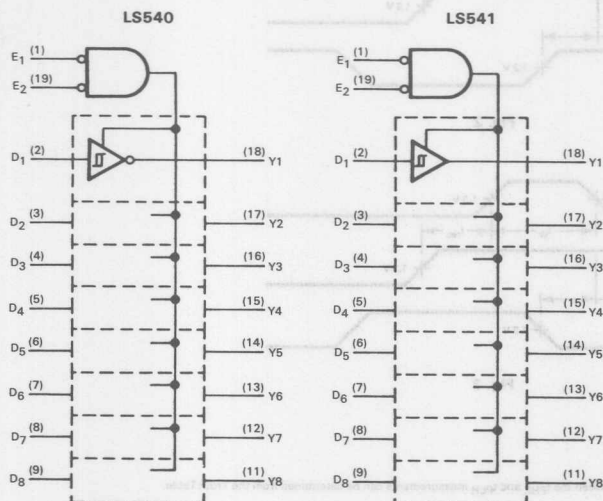 LS540
E1 (1)
E2 (19)
D1 (2) (18) Y1
D2 (3) (17) Y2
D3 (4) (16) Y3
D4 (5) (15) Y4
D5 (6) (14) Y5
D6 (7) (13) Y6
D7 (8) (12) Y7
D8 (9) (11) Y8
LS541
E1 (1)
E2 (19)
D1 (2) (18) Y1
D2 (3) (17) Y2
D3 (4) (16) Y3
D4 (5) (15) Y4
D5 (6) (14) Y5
D6 (7) (13) Y6
D7 (8) (12) Y7
D8 (9) (11) Y8